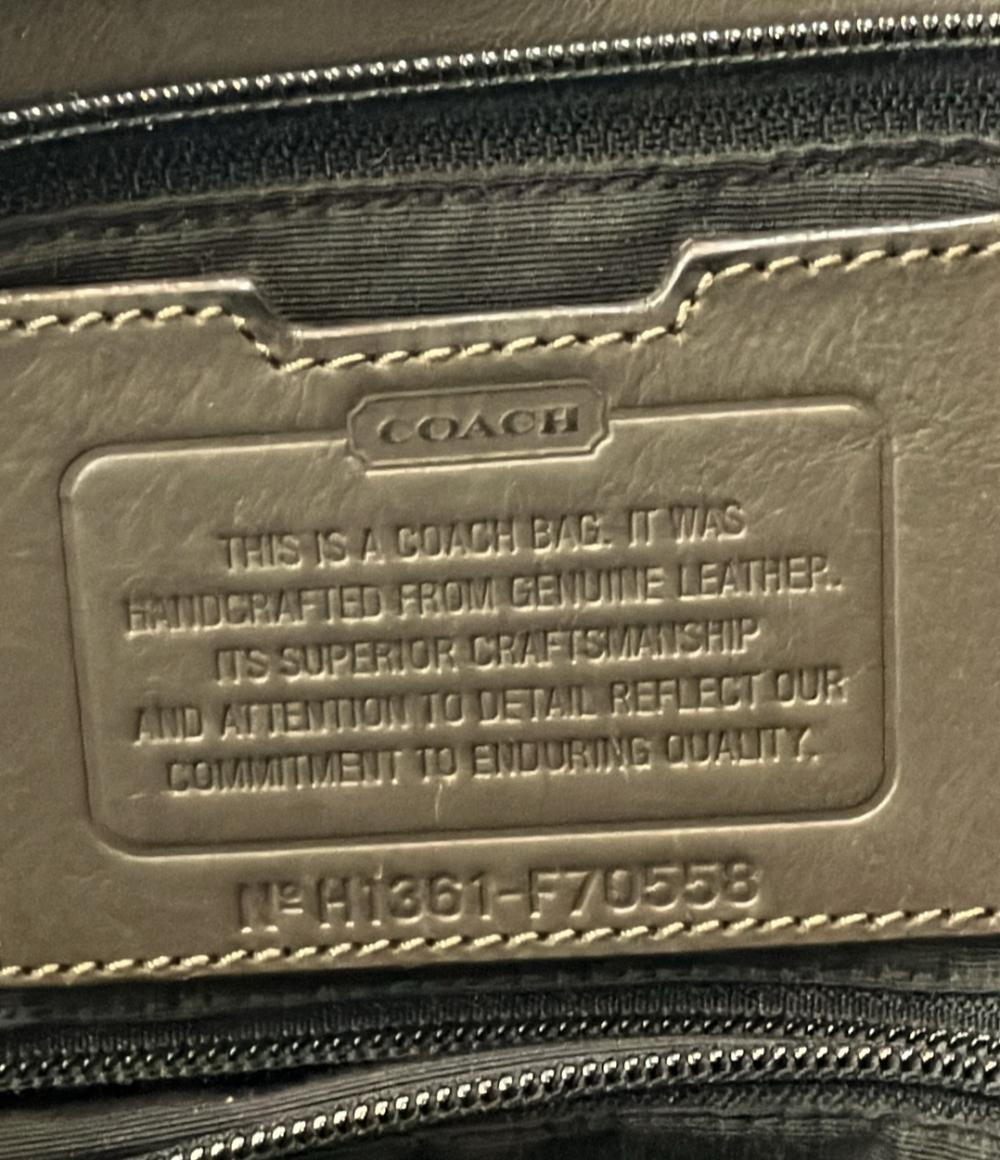 COACH
THIS IS A COACH BAG. IT WAS
HANDCRAFTED FROM GENUINE LEATHER.
ITS SUPERIOR CRAFTSMANSHIP
AND ATTENTION TO DETAIL REFLECT OUR
COMMITMENT TO ENDURING QUALITY.
Nº H1361-F70558